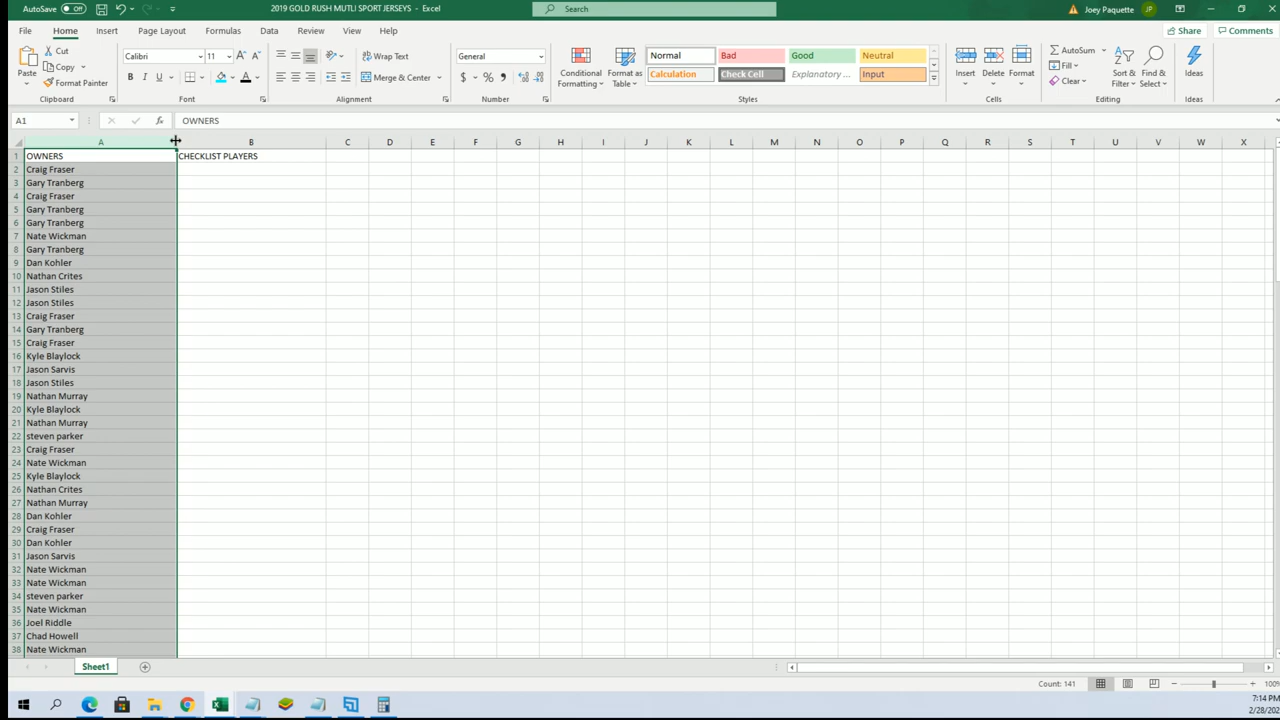 AutoSave Off 2019 GOLD RUSH MUTLI SPORT JERSEYS - Excel Search Joey Paquette JP
File Home Insert Page Layout Formulas Data Review View Help Share Comments
Paste Cut Copy Format Painter Calibri 11 Wrap Text Merge & Center General Conditional Formatting Format as Table Normal Bad Good Neutral Calculation Check Cell Explanatory ... Input Insert Delete Format AutoSum Fill Clear Sort & Filter Find & Select Ideas
Clipboard Font Alignment Number Styles Cells Editing Ideas
A1 fx OWNERS
A B C D E F G H I J K L M N O P Q R S T U V W X
1 OWNERS CHECKLIST PLAYERS
2 Craig Fraser
3 Gary Tranberg
4 Craig Fraser
5 Gary Tranberg
6 Gary Tranberg
7 Nate Wickman
8 Gary Tranberg
9 Dan Kohler
10 Nathan Crites
11 Jason Stiles
12 Jason Stiles
13 Craig Fraser
14 Gary Tranberg
15 Craig Fraser
16 Kyle Blaylock
17 Jason Sarvis
18 Jason Stiles
19 Nathan Murray
20 Kyle Blaylock
21 Nathan Murray
22 steven parker
23 Craig Fraser
24 Nate Wickman
25 Kyle Blaylock
26 Nathan Crites
27 Nathan Murray
28 Dan Kohler
29 Craig Fraser
30 Dan Kohler
31 Jason Sarvis
32 Nate Wickman
33 Nate Wickman
34 steven parker
35 Nate Wickman
36 Joel Riddle
37 Chad Howell
38 Nate Wickman
Sheet1
Count: 141 100%
7:14 PM
2/28/202